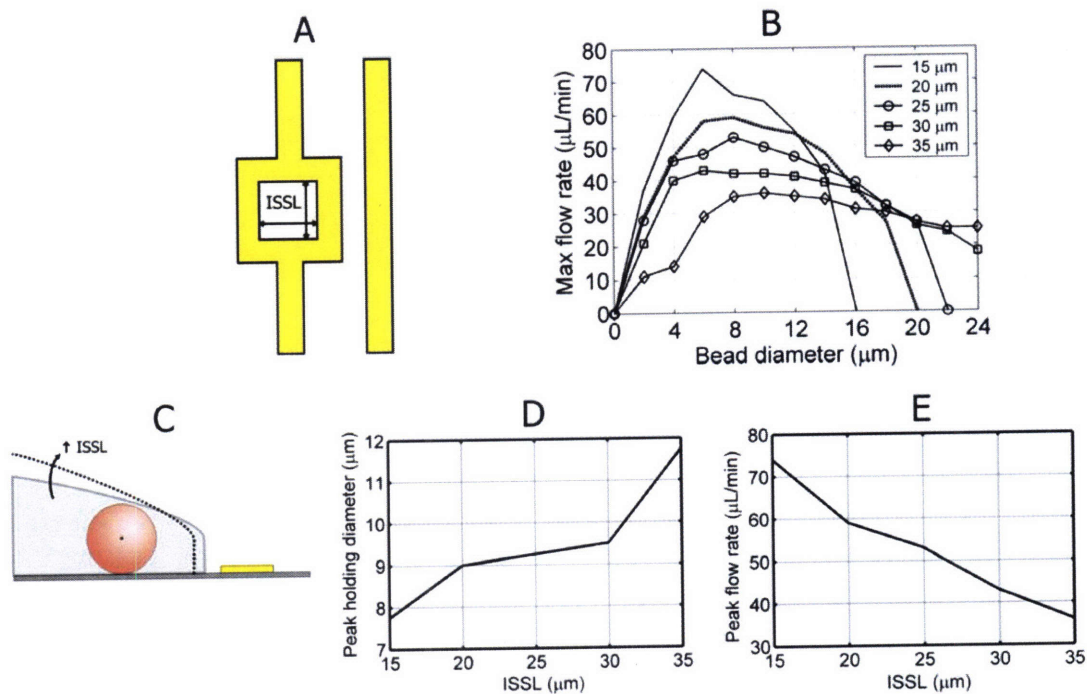 A
ISSL
B
Max flow rate (μL/min)
80
70
60
50
40
30
20
10
0
0
4
8
12
16
20
24
Bead diameter (μm)
15 μm
20 μm
25 μm
30 μm
35 μm
C
↑ ISSL
D
Peak holding diameter (μm)
12
11
10
9
8
7
15
20
25
30
35
ISSL (μm)
E
Peak flow rate (μL/min)
80
70
60
50
40
30
15
20
25
30
35
ISSL (μm)